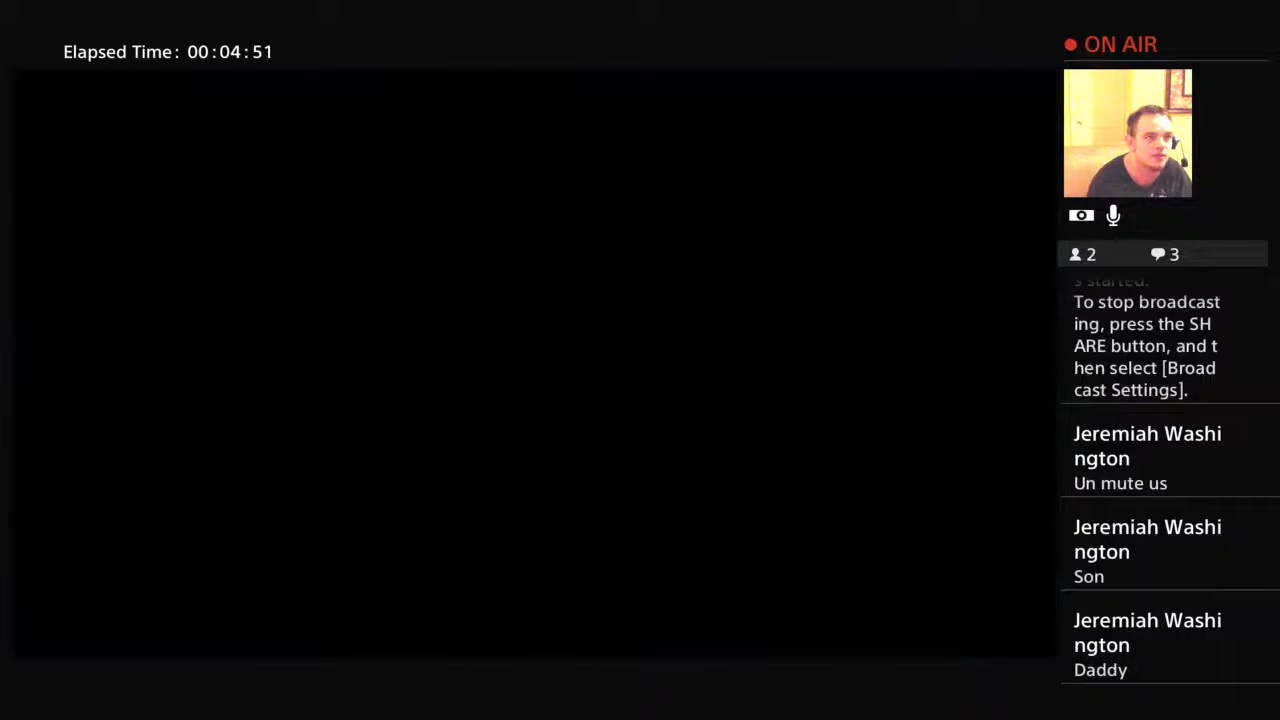 Elapsed Time: 00:04:51
ON AIR
2 3
s started.
To stop broadcast
ing, press the SH
ARE button, and t
hen select [Broad
cast Settings].
Jeremiah Washi
ngton
Un mute us
Jeremiah Washi
ngton
Son
Jeremiah Washi
ngton
Daddy